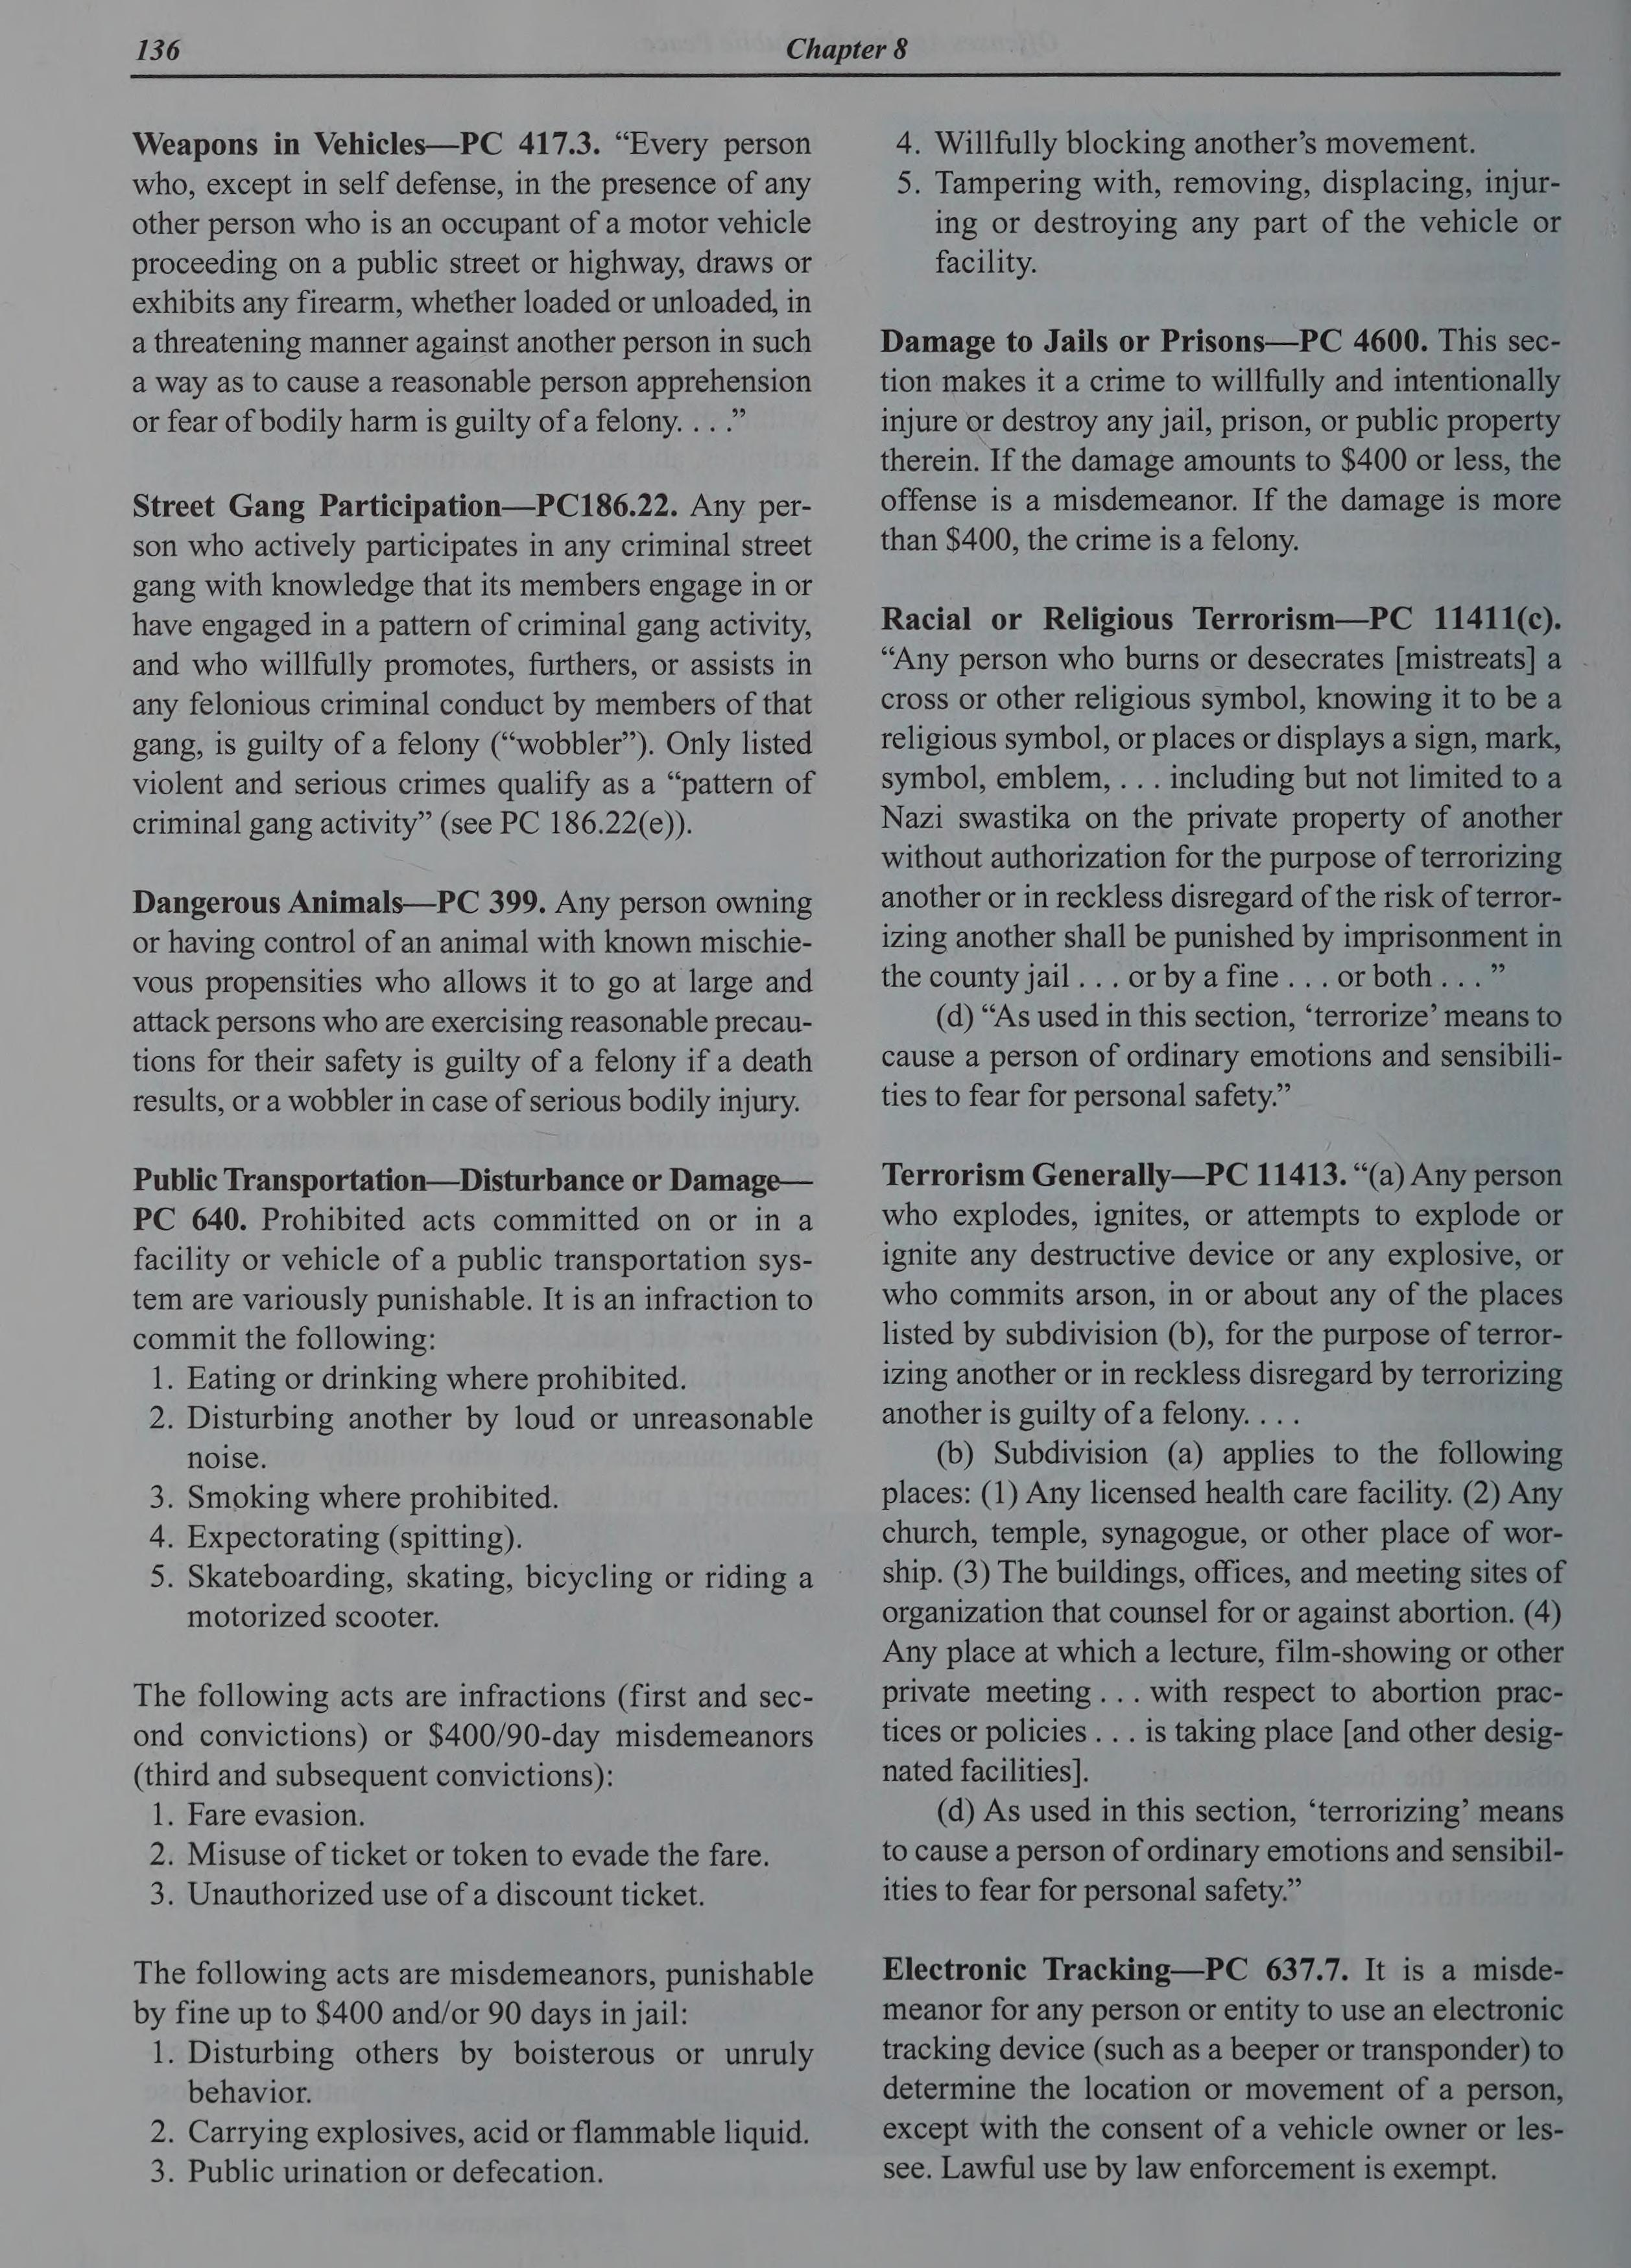 136
Chapter 8
Weapons in Vehicles—PC 417.3. “Every person
who, except in self defense, in the presence of any
other person who is an occupant of a motor vehicle
proceeding on a public street or highway, draws or
exhibits any firearm, whether loaded or unloaded, in
a threatening manner against another person in such
a way as to cause a reasonable person apprehension
or fear of bodily harm is guilty of a felony. . . .”
Street Gang Participation—PC186.22. Any per-
son who actively participates in any criminal street
gang with knowledge that its members engage in or
have engaged in a pattern of criminal gang activity,
and who willfully promotes, furthers, or assists in
any felonious criminal conduct by members of that
gang, is guilty of a felony (“wobbler”). Only listed
violent and serious crimes qualify as a “pattern of
criminal gang activity” (see PC 186.22(e)).
Dangerous Animals—PC 399. Any person owning
or having control of an animal with known mischie-
vous propensities who allows it to go at large and
attack persons who are exercising reasonable precau-
tions for their safety is guilty of a felony if a death
results, or a wobbler in case of serious bodily injury.
Public Transportation—Disturbance or Damage—
PC 640. Prohibited acts committed on or in a
facility or vehicle of a public transportation sys-
tem are variously punishable. It is an infraction to
commit the following:
1. Eating or drinking where prohibited.
2. Disturbing another by loud or unreasonable
noise.
3. Smoking where prohibited.
4. Expectorating (spitting).
5. Skateboarding, skating, bicycling or riding a
motorized scooter.
The following acts are infractions (first and sec-
ond convictions) or $400/90-day misdemeanors
(third and subsequent convictions):
1. Fare evasion.
2. Misuse of ticket or token to evade the fare.
3. Unauthorized use of a discount ticket.
The following acts are misdemeanors, punishable
by fine up to $400 and/or 90 days in jail:
1. Disturbing others by boisterous or unruly
behavior.
2. Carrying explosives, acid or flammable liquid.
3. Public urination or defecation.
4. Willfully blocking another’s movement.
5. Tampering with, removing, displacing, injur-
ing or destroying any part of the vehicle or
facility.
Damage to Jails or Prisons—PC 4600. This sec-
tion makes it a crime to willfully and intentionally
injure or destroy any jail, prison, or public property
therein. If the damage amounts to $400 or less, the
offense is a misdemeanor. If the damage is more
than $400, the crime is a felony.
Racial or Religious Terrorism—PC 11411(c).
“Any person who burns or desecrates [mistreats] a
cross or other religious symbol, knowing it to be a
religious symbol, or places or displays a sign, mark,
symbol, emblem, . . . including but not limited to a
Nazi swastika on the private property of another
without authorization for the purpose of terrorizing
another or in reckless disregard of the risk of terror-
izing another shall be punished by imprisonment in
the county jail . . . or by a fine . . . or both . . . ”
(d) “As used in this section, ‘terrorize’ means to
cause a person of ordinary emotions and sensibili-
ties to fear for personal safety.”
Terrorism Generally—PC 11413. “(a) Any person
who explodes, ignites, or attempts to explode or
ignite any destructive device or any explosive, or
who commits arson, in or about any of the places
listed by subdivision (b), for the purpose of terror-
izing another or in reckless disregard by terrorizing
another is guilty of a felony. . . .
(b) Subdivision (a) applies to the following
places: (1) Any licensed health care facility. (2) Any
church, temple, synagogue, or other place of wor-
ship. (3) The buildings, offices, and meeting sites of
organization that counsel for or against abortion. (4)
Any place at which a lecture, film-showing or other
private meeting . . . with respect to abortion prac-
tices or policies . . . is taking place [and other desig-
nated facilities].
(d) As used in this section, ‘terrorizing’ means
to cause a person of ordinary emotions and sensibil-
ities to fear for personal safety.”
Electronic Tracking—PC 637.7. It is a misde-
meanor for any person or entity to use an electronic
tracking device (such as a beeper or transponder) to
determine the location or movement of a person,
except with the consent of a vehicle owner or les-
see. Lawful use by law enforcement is exempt.